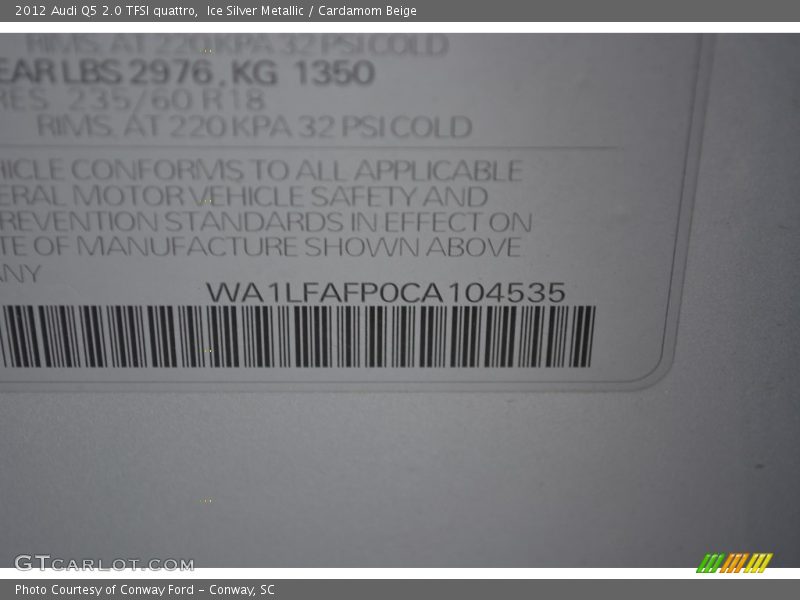 2012 Audi Q5 2.0 TFSI quattro, Ice Silver Metallic / Cardamom Beige
RIMS, AT 220 KPA 32 PSI COLD
EAR LBS 2976 , KG 1350
RES 235/60 R18
RIMS, AT 220 KPA 32 PSI COLD
HICLE CONFORMS TO ALL APPLICABLE
ERAL MOTOR VEHICLE SAFETY AND
REVENTION STANDARDS IN EFFECT ON
TE OF MANUFACTURE SHOWN ABOVE
ANY
WA1LFAFP0CA104535
GTCARLOT.COM
Photo Courtesy of Conway Ford - Conway, SC